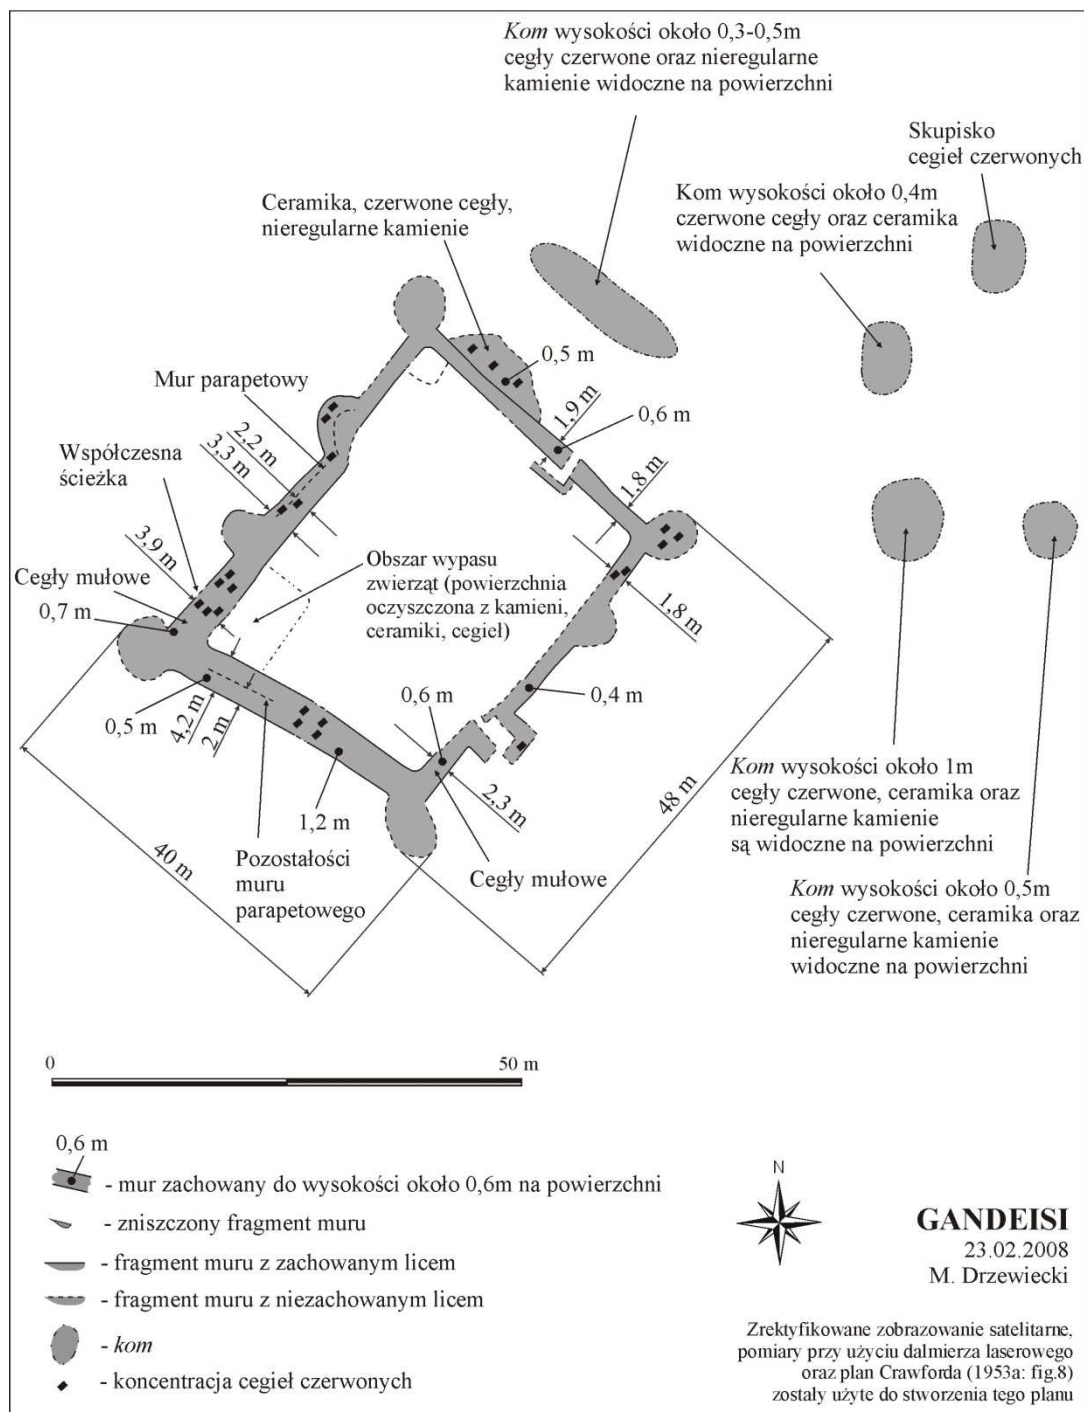 Kom wysokości około 0,3-0,5m
cegły czerwone oraz nieregularne
kamienie widoczne na powierzchni
Skupisko
cegieł czerwonych
Kom wysokości około 0,4m
czerwone cegły oraz ceramika
widoczne na powierzchni
Ceramika, czerwone cegły,
nieregularne kamienie
0,5 m
Mur parapetowy
1,9 m
0,6 m
2,2 m
3,3 m
Współczesna
ścieżka
1,8 m
3,9 m
Obszar wypasu
zwierząt (powierzchnia
oczyszczona z kamieni,
ceramiki, cegieł)
Cegły mułowe
0,7 m
1,8 m
0,6 m
0,4 m
0,5 m
4,2 m
2 m
2,3 m
48 m
Kom wysokości około 1m
cegły czerwone, ceramika oraz
nieregularne kamienie
są widoczne na powierzchni
1,2 m
40 m
Pozostałości
muru
parapetowego
Cegły mułowe
Kom wysokości około 0,5m
cegły czerwone, ceramika oraz
nieregularne kamienie
widoczne na powierzchni
0
50 m
0,6 m
- mur zachowany do wysokości około 0,6m na powierzchni
- zniszczony fragment muru
- fragment muru z zachowanym licem
- fragment muru z niezachowanym licem
- kom
- koncentracja cegieł czerwonych
N
GANDEISI
23.02.2008
M. Drzewiecki
Zrektyfikowane zobrazowanie satelitarne,
pomiary przy użyciu dalmierza laserowego
oraz plan Crawforda (1953a: fig.8)
zostały użyte do stworzenia tego planu